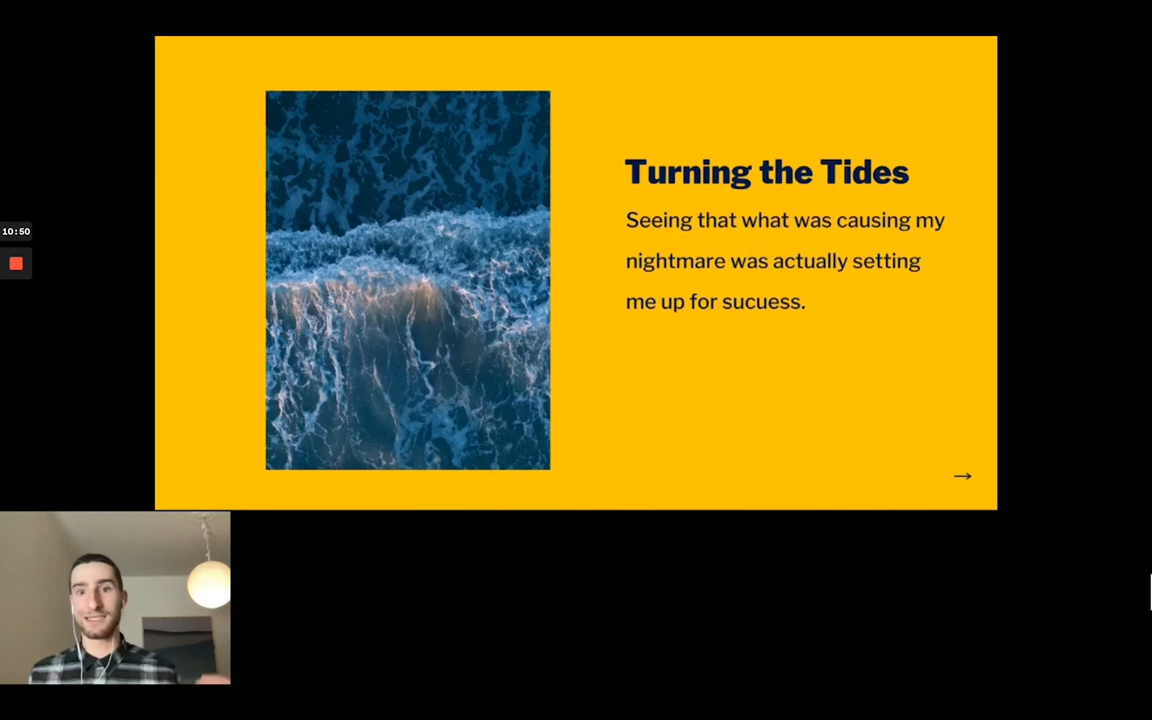 Turning the Tides
Seeing that what was causing my
nightmare was actually setting
me up for sucuess.
→
10:50